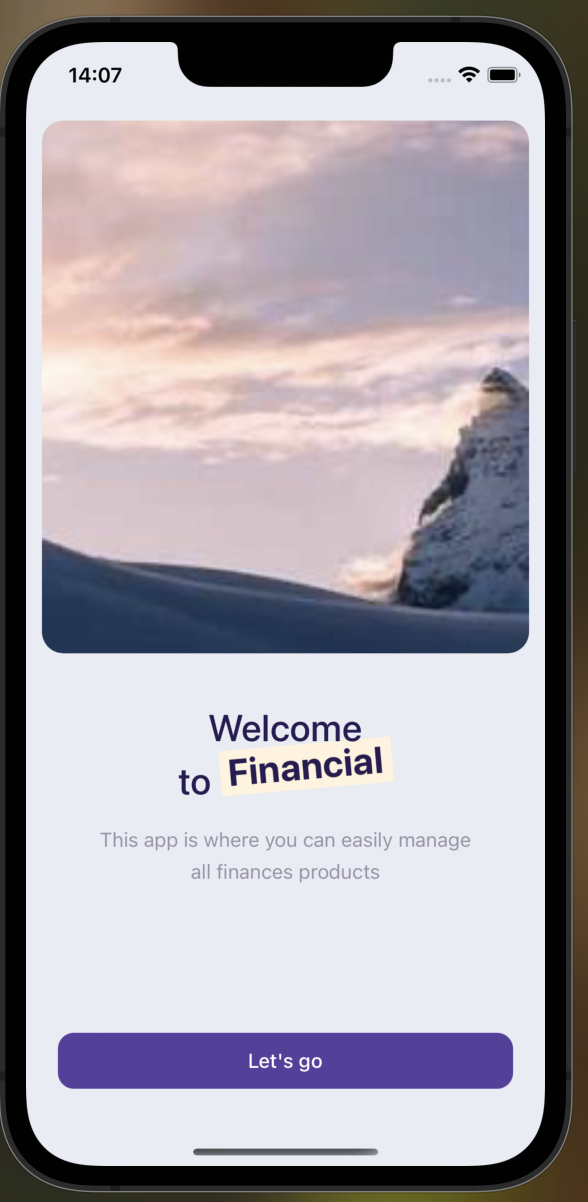 14:07
Welcome
to Financial
This app is where you can easily manage
all finances products
Let's go